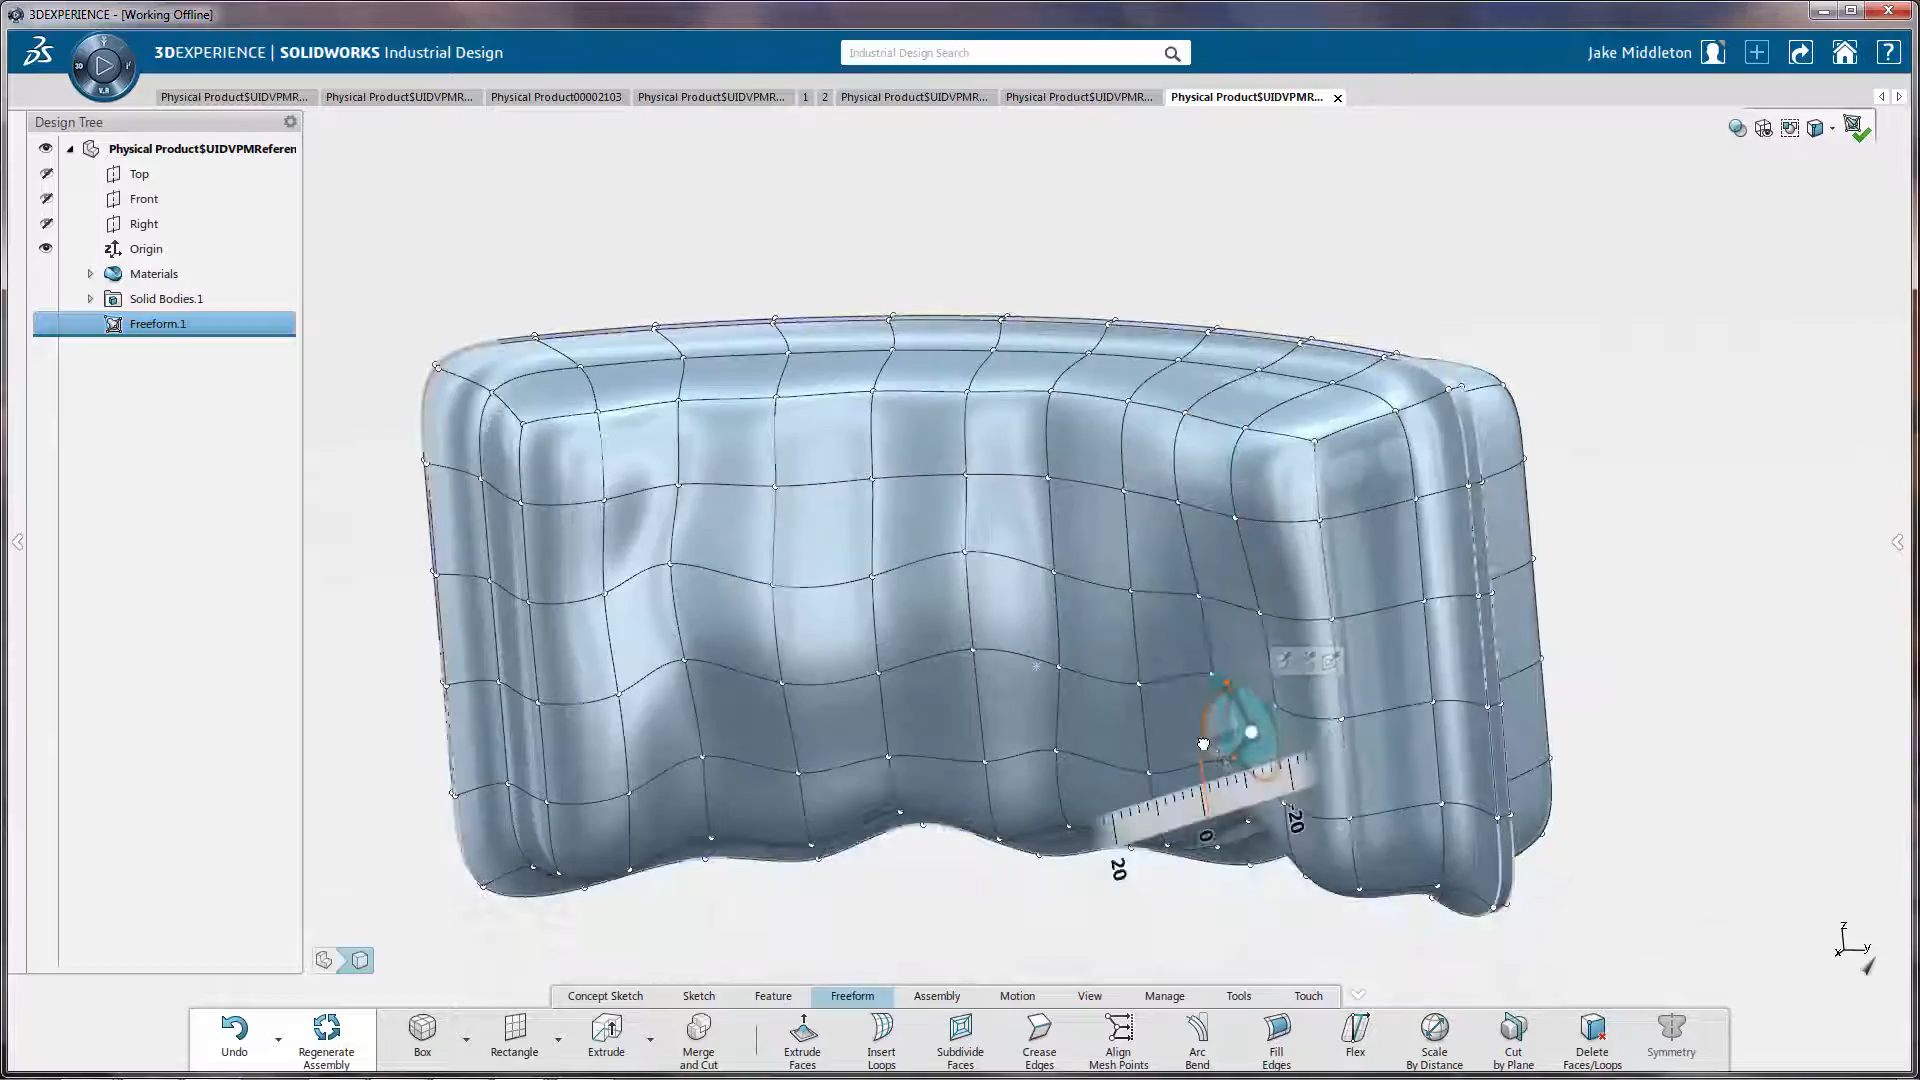 3DEXPERIENCE - [Working Offline]
3DEXPERIENCE | SOLIDWORKS Industrial Design
Industrial Design Search
Jake Middleton
3D
V.R
Physical Product$UIDVPMR...
Physical Product$UIDVPMR...
Physical Product00002103
Physical Product$UIDVPMR...
1
2
Physical Product$UIDVPMR...
Physical Product$UIDVPMR...
Physical Product$UIDVPMR...
Design Tree
Physical Product$UIDVPMReferen
Top
Front
Right
Origin
Materials
Solid Bodies.1
Freeform.1
20
0
-20
z
x
y
Concept Sketch
Sketch
Feature
Freeform
Assembly
Motion
View
Manage
Tools
Touch
Undo
Regenerate Assembly
Box
Rectangle
Extrude
Merge and Cut
Extrude Faces
Insert Loops
Subdivide Faces
Crease Edges
Align Mesh Points
Arc Bend
Fill Edges
Flex
Scale By Distance
Cut by Plane
Delete Faces/Loops
Symmetry